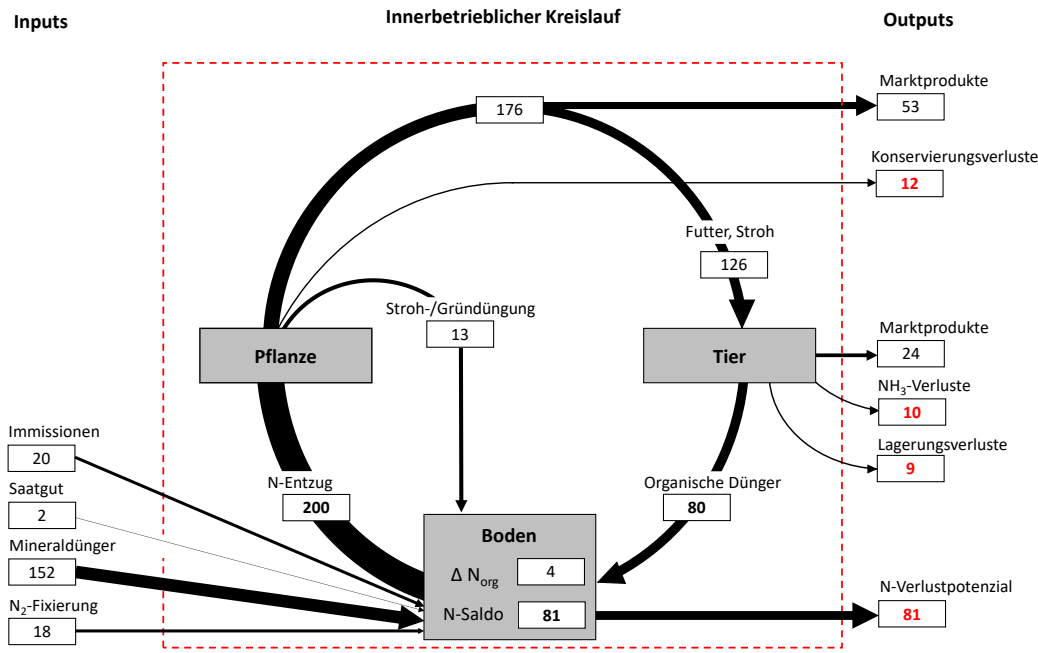 Inputs
Innerbetrieblicher Kreislauf
Outputs
Marktprodukte
53
176
Konservierungsverluste
12
Futter, Stroh
126
Stroh-/Gründüngung
13
Pflanze
Tier
Marktprodukte
24
NH₃-Verluste
10
Lagerungsverluste
9
Immissionen
20
Saatgut
2
Mineraldünger
152
N₂-Fixierung
18
N-Entzug
200
Organische Dünger
80
Boden
Δ Norg 4
N-Saldo 81
N-Verlustpotenzial
81